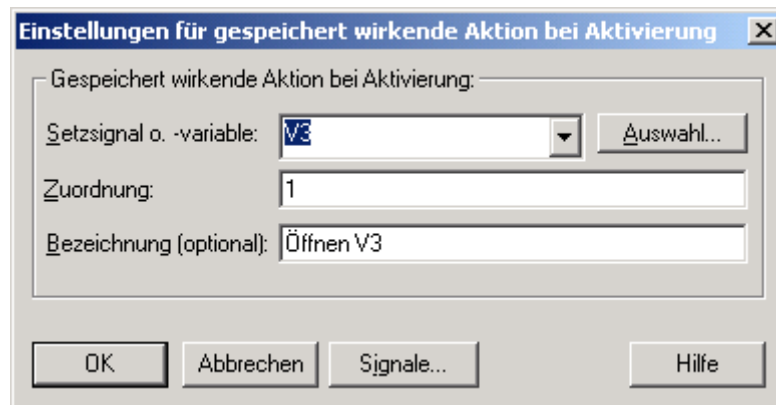 Einstellungen für gespeichert wirkende Aktion bei Aktivierung
Gespeichert wirkende Aktion bei Aktivierung:
Setzsignal o. -variable: V3 Auswahl...
Zuordnung: 1
Bezeichnung (optional): Öffnen V3
OK Abbrechen Signale... Hilfe